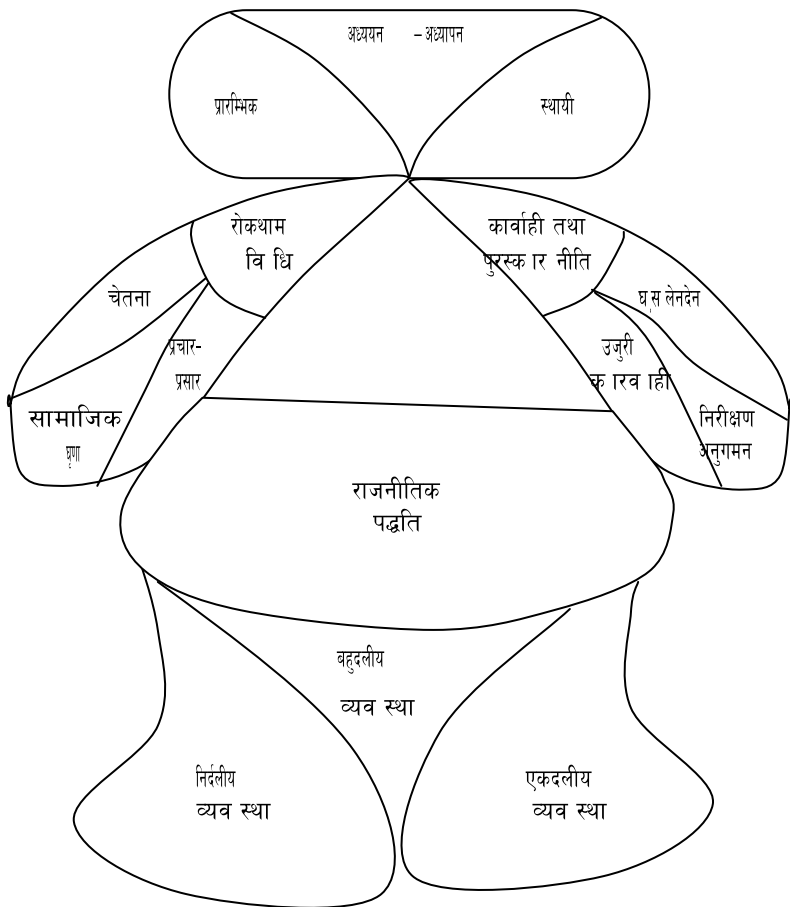 अध्ययन – अध्यापन
प्रारम्भिक
स्थायी
रोकथाम
वि धि
कार्वाही तथा
पुरस्क ार नीति
चेतना
घूस लेनदेन
प्रचार-
प्रसार
उजुरी
क ारव ाही
सामाजिक
घृणा
निरीक्षण
अनुगमन
राजनीतिक
पद्धति
बहुदलीय
व्यव स्था
निर्दलीय
व्यव स्था
एकदलीय
व्यव स्था